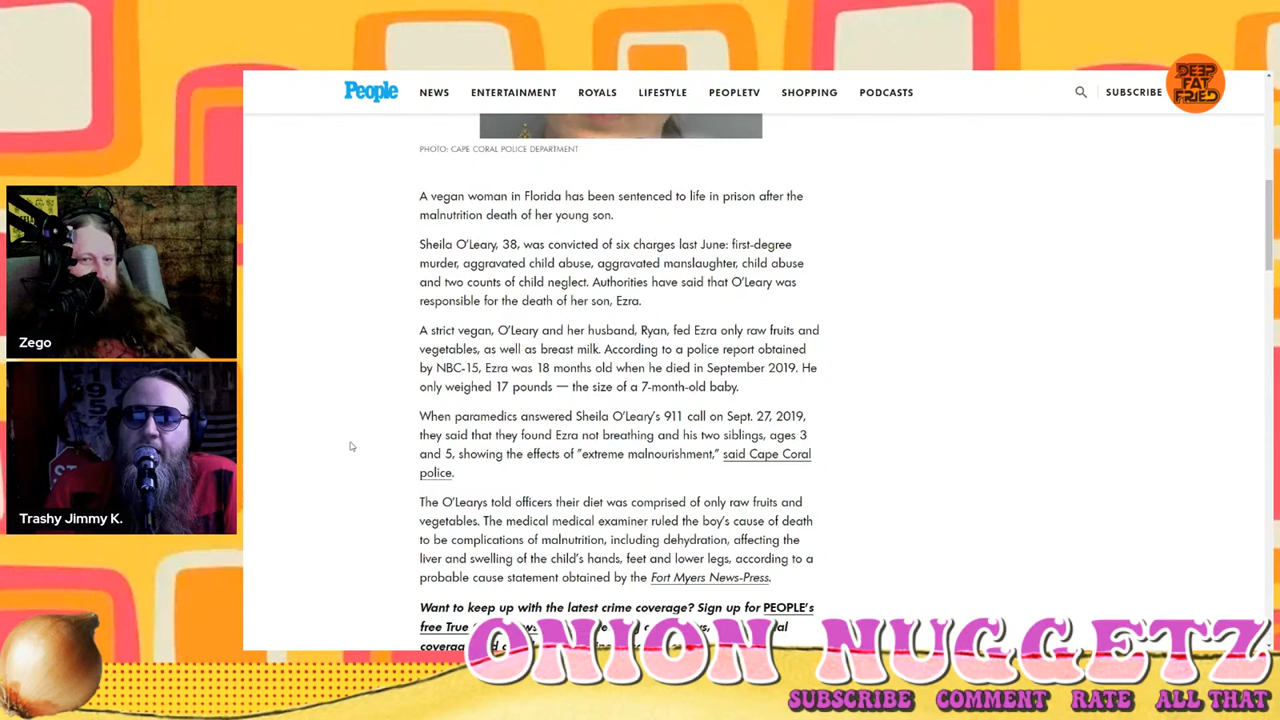 People
NEWS
ENTERTAINMENT
ROYALS
LIFESTYLE
PEOPLETV
SHOPPING
PODCASTS
SUBSCRIBE
DEEP
FAT
FRIED
PHOTO: CAPE CORAL POLICE DEPARTMENT
A vegan woman in Florida has been sentenced to life in prison after the
malnutrition death of her young son.
Sheila O'Leary, 38, was convicted of six charges last June: first-degree
murder, aggravated child abuse, aggravated manslaughter, child abuse
and two counts of child neglect. Authorities have said that O'Leary was
responsible for the death of her son, Ezra.
A strict vegan, O'Leary and her husband, Ryan, fed Ezra only raw fruits and
vegetables, as well as breast milk. According to a police report obtained
by NBC-15, Ezra was 18 months old when he died in September 2019. He
only weighed 17 pounds — the size of a 7-month-old baby.
When paramedics answered Sheila O'Leary's 911 call on Sept. 27, 2019,
they said that they found Ezra not breathing and his two siblings, ages 3
and 5, showing the effects of "extreme malnourishment," said Cape Coral
police.
The O'Learys told officers their diet was comprised of only raw fruits and
vegetables. The medical medical examiner ruled the boy's cause of death
to be complications of malnutrition, including dehydration, affecting the
liver and swelling of the child's hands, feet and lower legs, according to a
probable cause statement obtained by the Fort Myers News-Press.
Want to keep up with the latest crime coverage? Sign up for PEOPLE's
free True
Zego
Trashy Jimmy K.
ONION NUGGETZ
SUBSCRIBE COMMENT RATE ALL THAT